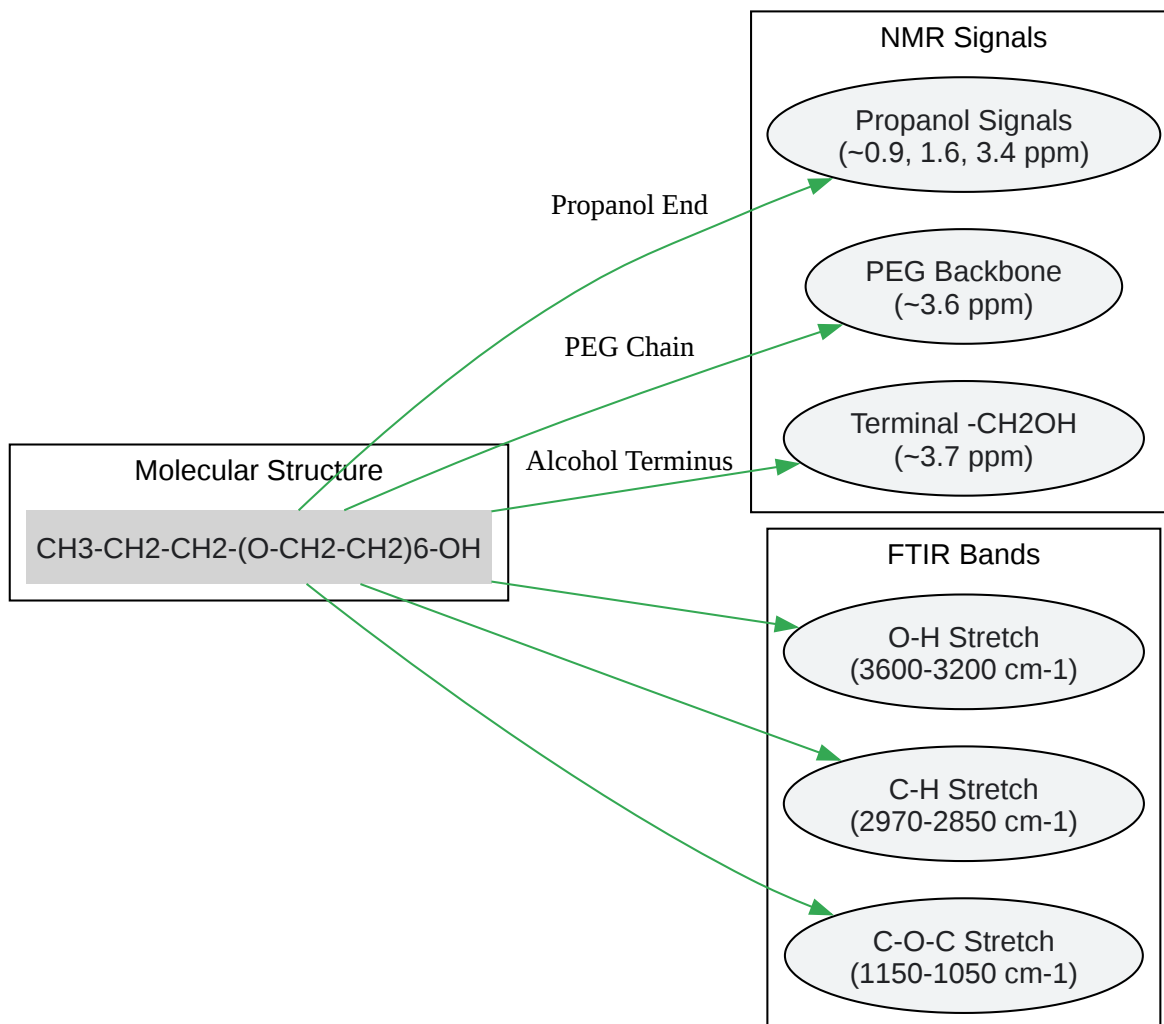 NMR Signals
Propanol Signals
(~0.9, 1.6, 3.4 ppm)
Propanol End
PEG Backbone
(~3.6 ppm)
PEG Chain
Terminal -CH2OH
(~3.7 ppm)
Alcohol Terminus
Molecular Structure
CH3-CH2-CH2-(O-CH2-CH2)6-OH
FTIR Bands
O-H Stretch
(3600-3200 cm-1)
C-H Stretch
(2970-2850 cm-1)
C-O-C Stretch
(1150-1050 cm-1)